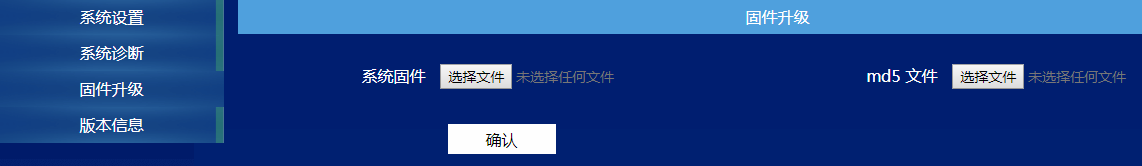 系统设置
系统诊断
固件升级
版本信息
固件升级
系统固件 选择文件 未选择任何文件 md5 文件 选择文件 未选择任何文件
确认